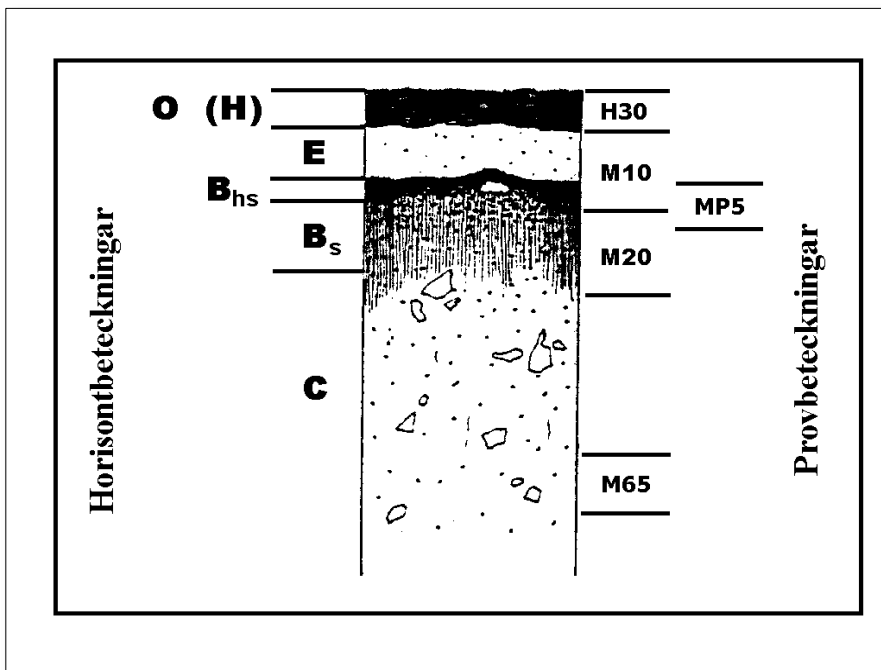 Horisontbeteckningar
O (H)
E
Bhs
Bs
C
H30
M10
MP5
M20
M65
Provbeteckningar